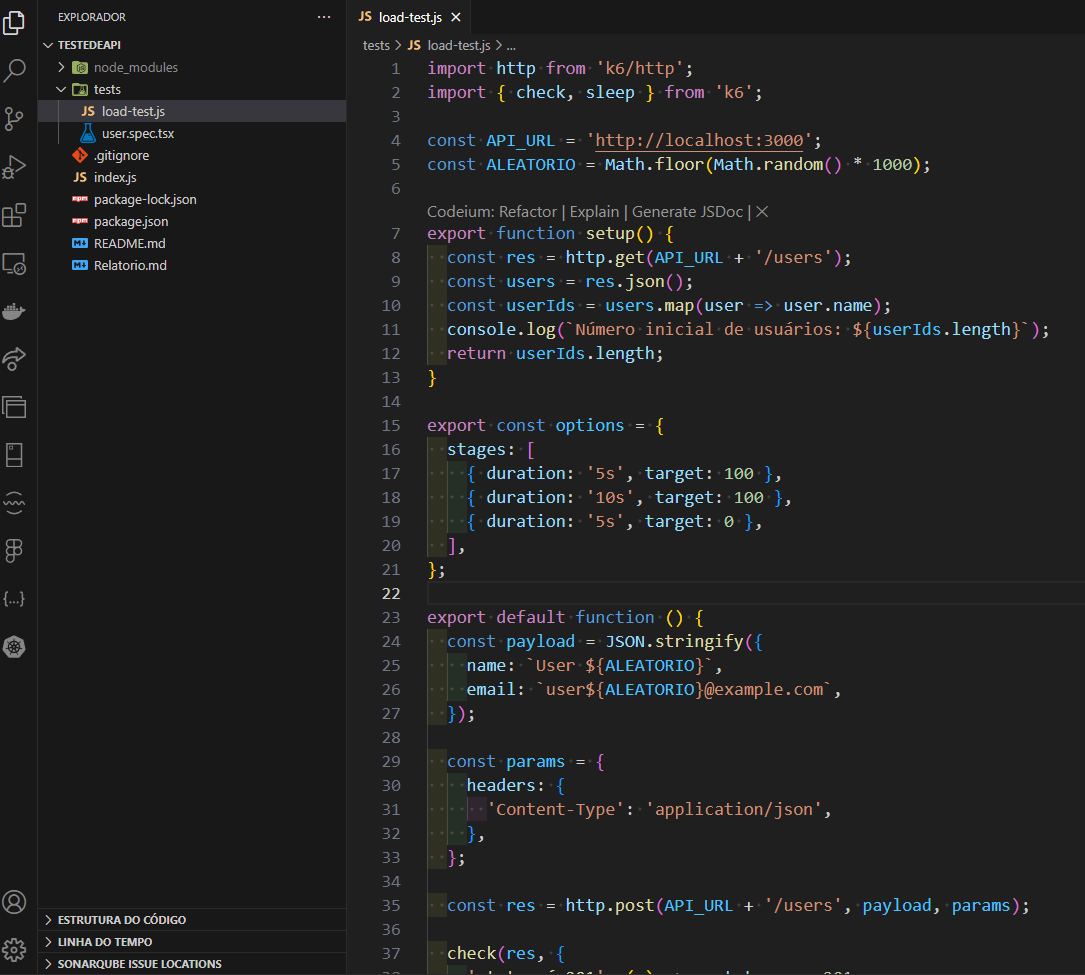 EXPLORADOR
TESTEDEAPI
node_modules
tests
JS load-test.js
user.spec.tsx
.gitignore
JS index.js
package-lock.json
package.json
README.md
Relatorio.md
ESTRUTURA DO CÓDIGO
LINHA DO TEMPO
SONARQUBE ISSUE LOCATIONS
JS load-test.js
tests > JS load-test.js > ...
1 import http from 'k6/http';
2 import { check, sleep } from 'k6';
3
4 const API_URL = 'http://localhost:3000';
5 const ALEATORIO = Math.floor(Math.random() * 1000);
6
Codeium: Refactor | Explain | Generate JSDoc | ×
7 export function setup() {
8 const res = http.get(API_URL + '/users');
9 const users = res.json();
10 const userIds = users.map(user => user.name);
11 console.log(`Número inicial de usuários: ${userIds.length}`);
12 return userIds.length;
13 }
14
15 export const options = {
16 stages: [
17 { duration: '5s', target: 100 },
18 { duration: '10s', target: 100 },
19 { duration: '5s', target: 0 },
20 ],
21 };
22
23 export default function () {
24 const payload = JSON.stringify({
25 name: `User ${ALEATORIO}`,
26 email: `user${ALEATORIO}@example.com`,
27 });
28
29 const params = {
30 headers: {
31 'Content-Type': 'application/json',
32 },
33 };
34
35 const res = http.post(API_URL + '/users', payload, params);
36
37 check(res, {